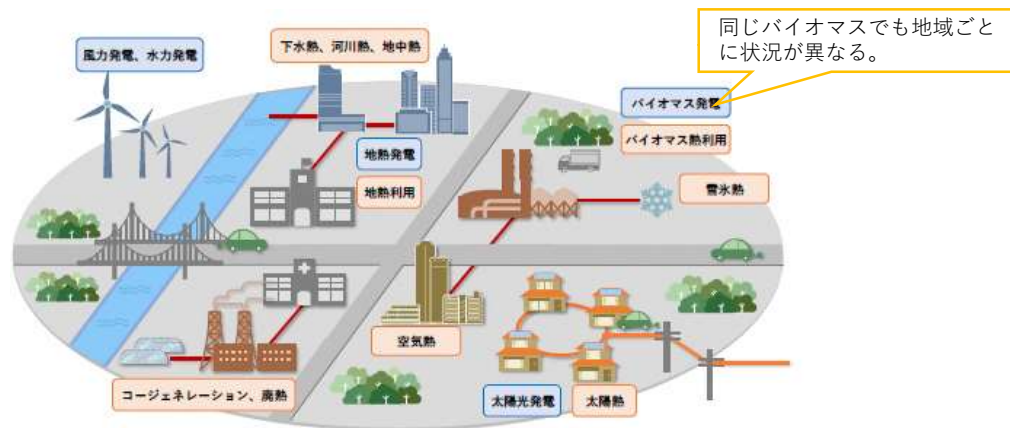 同じバイオマスでも地域ごと
に状況が異なる。
風力発電、水力発電
下水熱、河川熱、地中熱
バイオマス発電
バイオマス熱利用
地熱発電
地熱利用
雪氷熱
空気熱
コージェネレーション、廃熱
太陽光発電
太陽熱